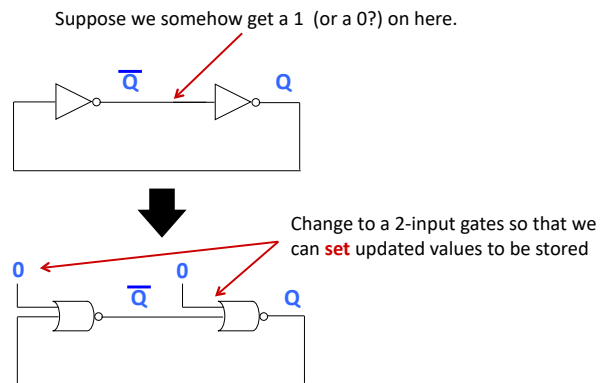 Suppose we somehow get a 1 (or a 0?) on here.
Q Q
Change to a 2-input gates so that we
can set updated values to be stored
0 0
Q Q